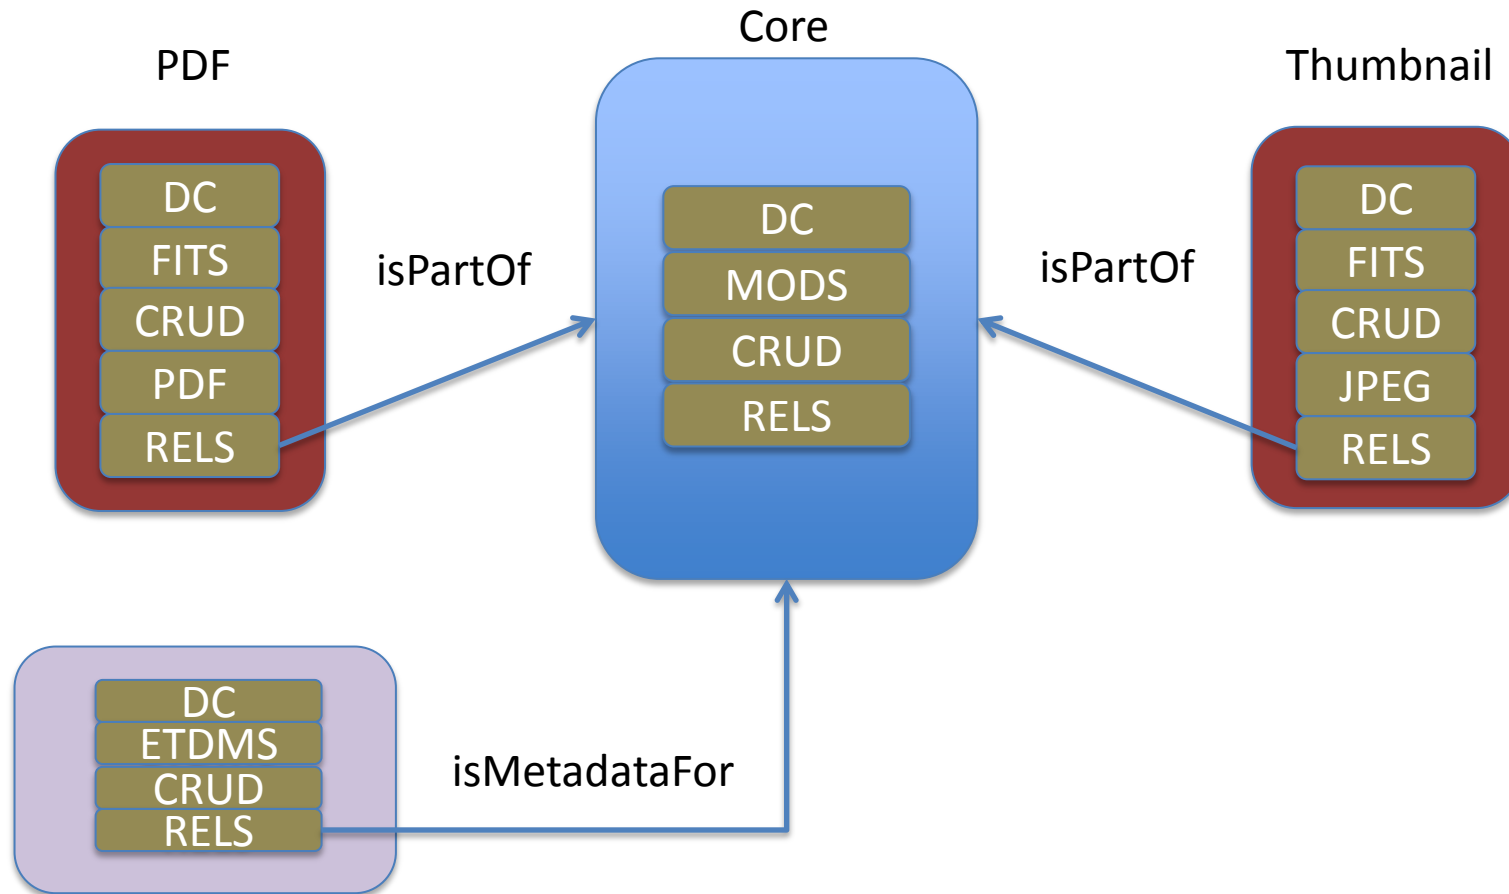 Core
PDF
Thumbnail
DC
FITS
CRUD
PDF
RELS
isPartOf
DC
MODS
CRUD
RELS
isPartOf
DC
FITS
CRUD
JPEG
RELS
DC
ETDMS
CRUD
RELS
isMetadataFor